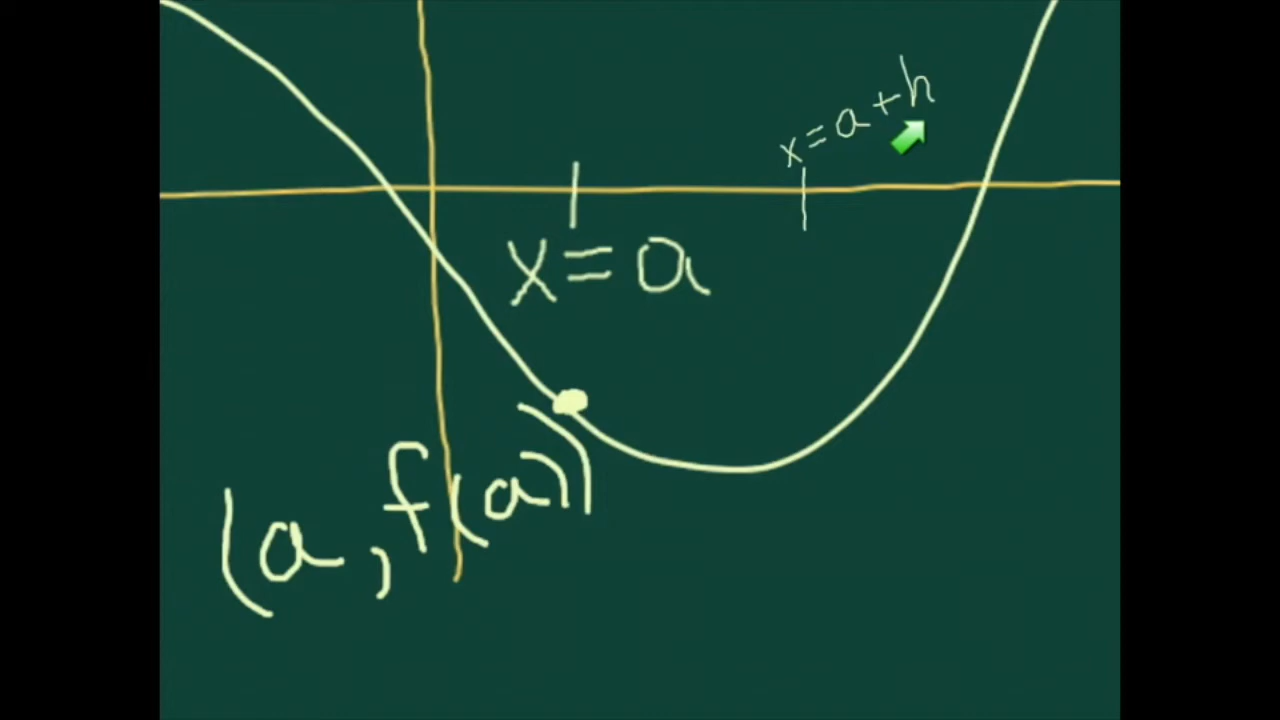 x = a + h
x = a
(a, f(a))